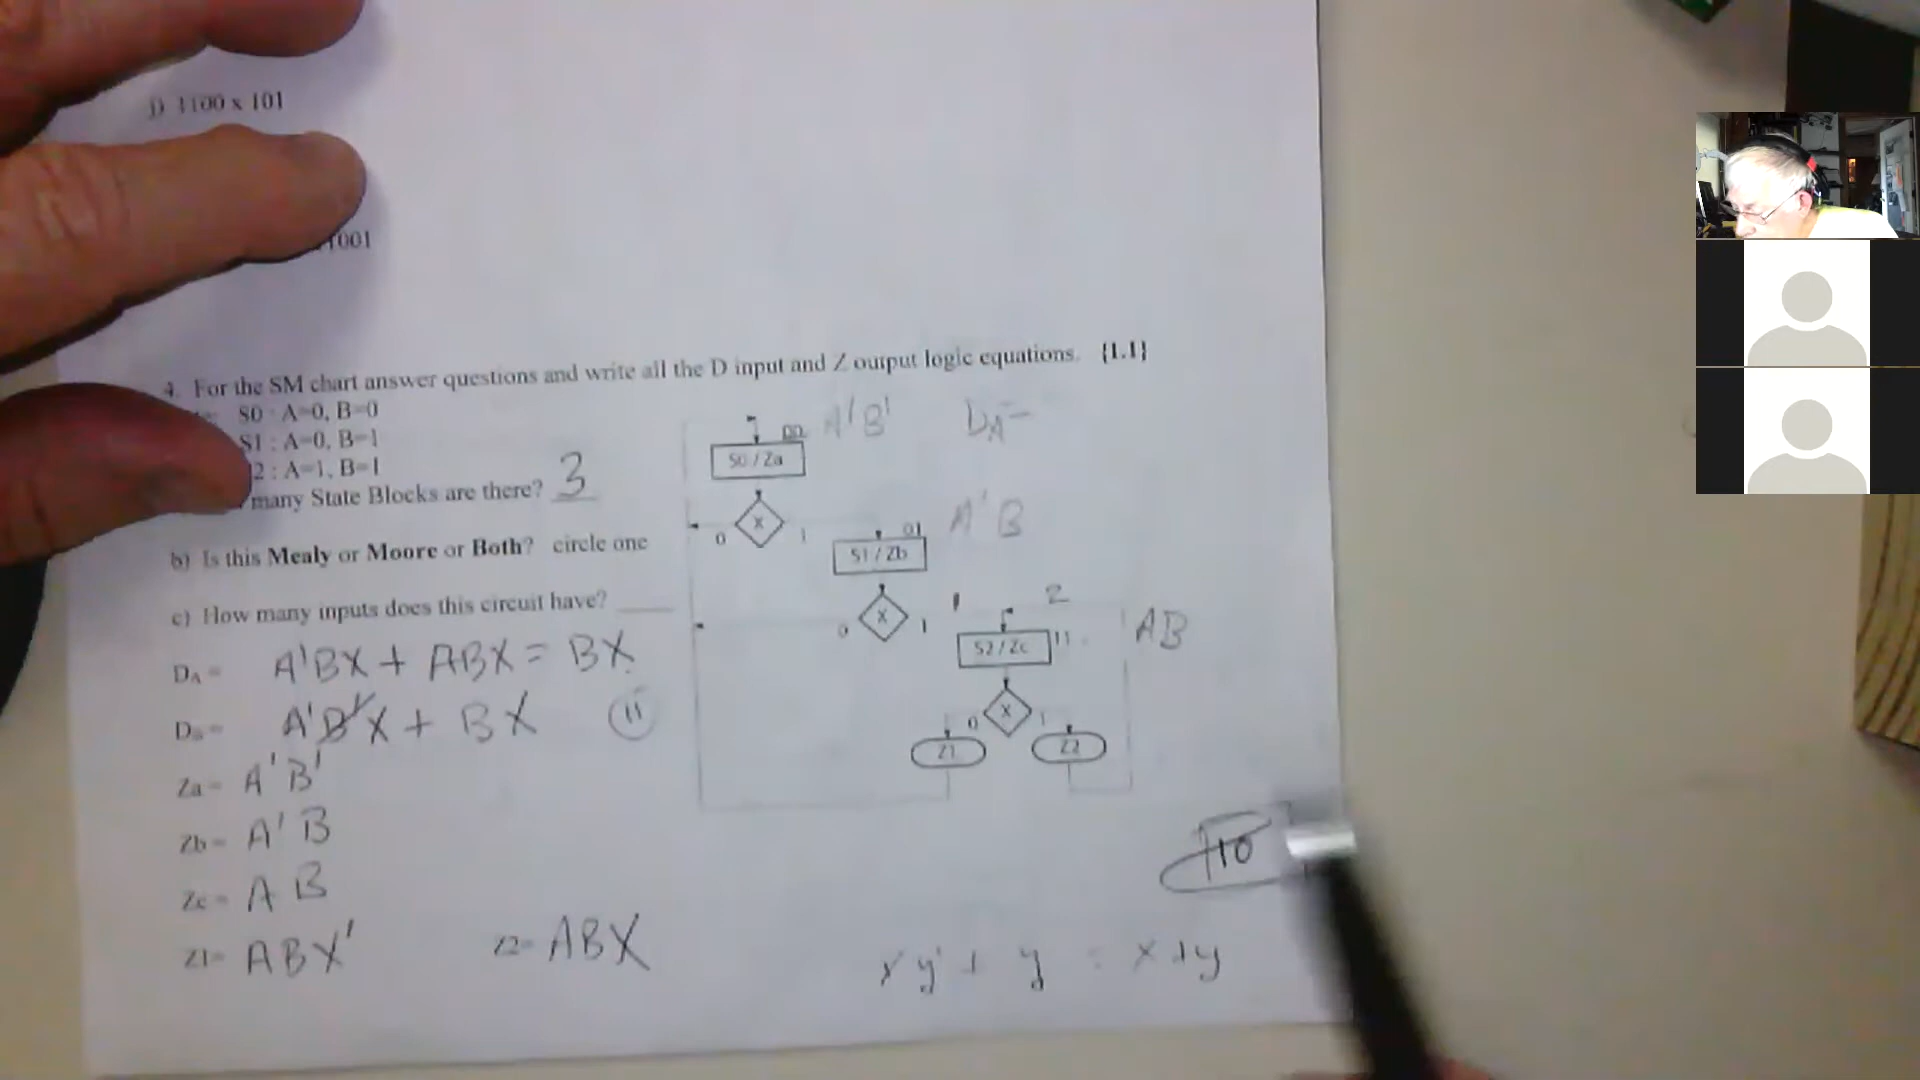 D 1100 x 101
1001
4. For the SM chart answer questions and write all the D input and Z output logic equations. {1.1}
S0 : A=0, B=0
S1 : A=0, B=1
2 : A=1, B=1
many State Blocks are there? 3
b) Is this Mealy or Moore or Both? circle one
c) How many inputs does this circuit have? ____
DA = A'BX + ABX = BX
DB = A'B'X + BX 11
Za = A'B'
Zb = A'B
Zc = AB
Z1= ABX' Z2= ABX
00 A'B' DA=
S0 / Za
X
0 1
01 A'B
S1 / Zb
X
0 1 2
S2 / Zc 11 AB
X
0 1
Z1 Z2
10
xy' + y = x+y